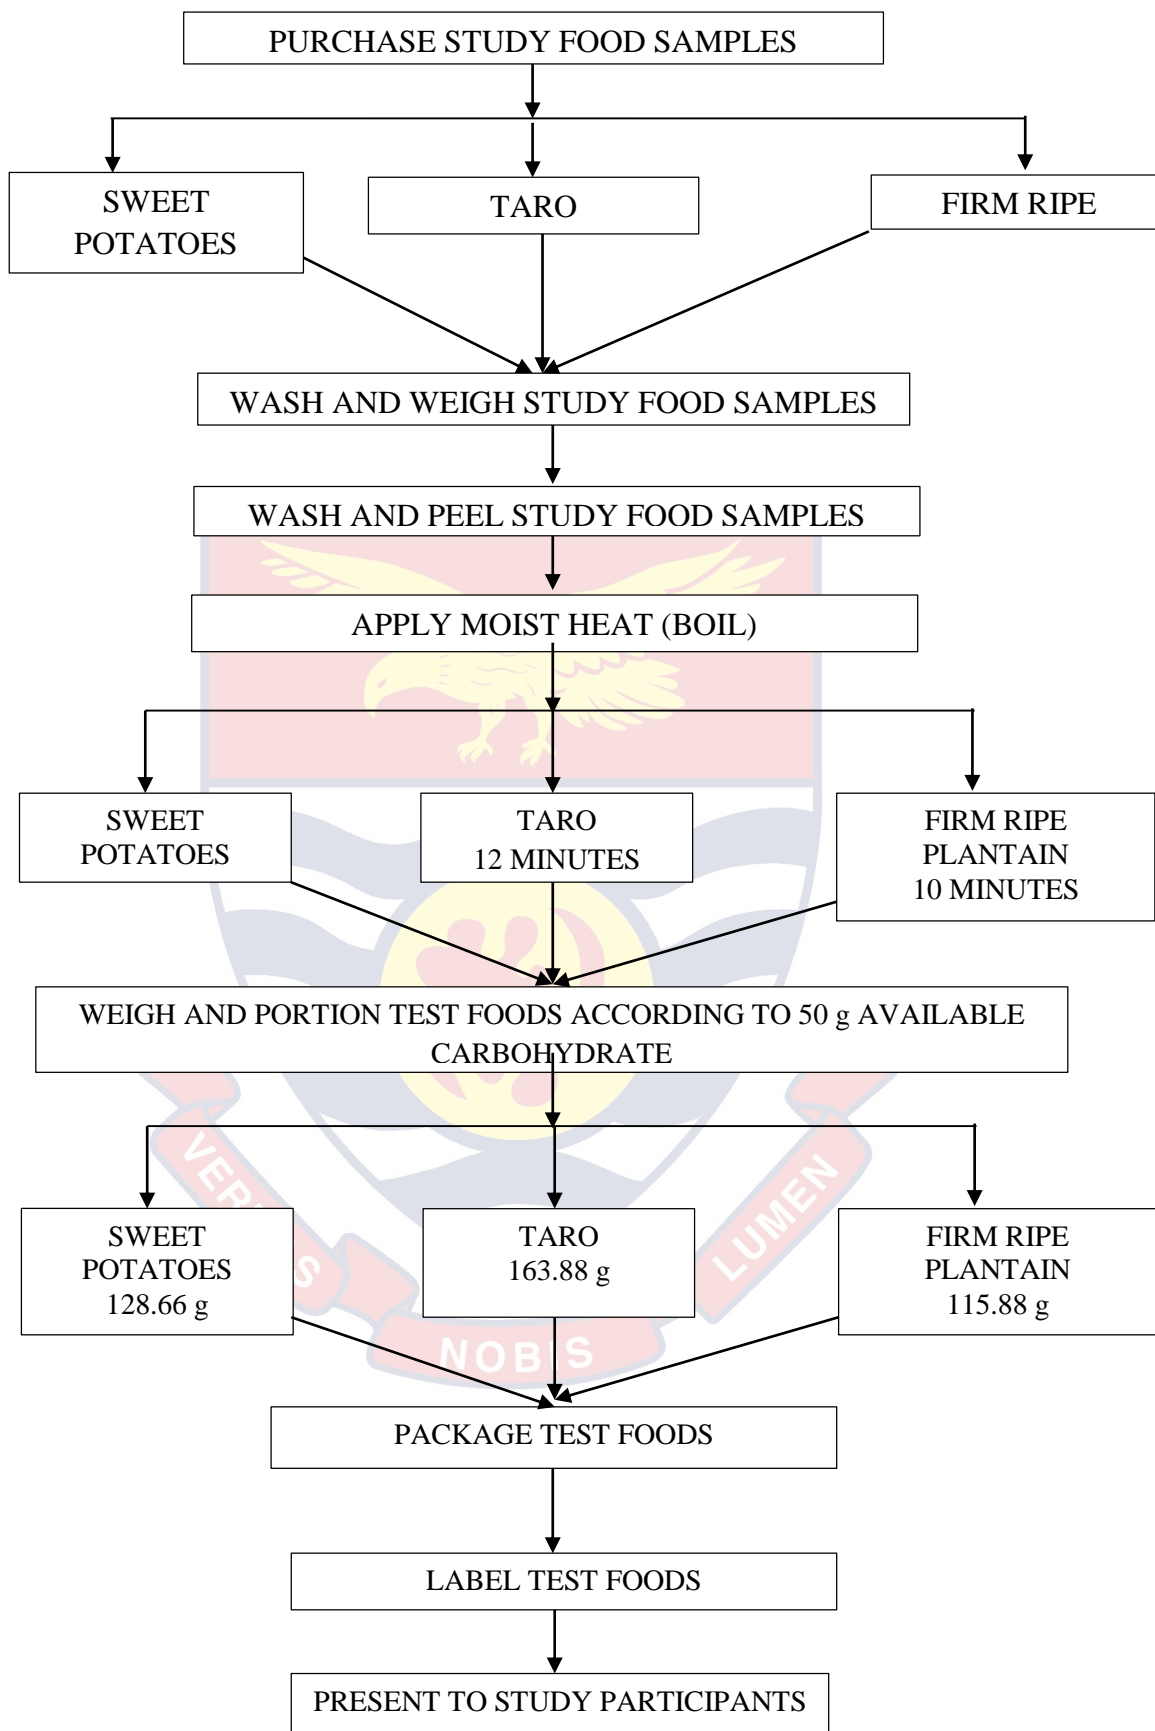 PURCHASE STUDY FOOD SAMPLES
SWEET
POTATOES
TARO
FIRM RIPE
WASH AND WEIGH STUDY FOOD SAMPLES
WASH AND PEEL STUDY FOOD SAMPLES
APPLY MOIST HEAT (BOIL)
SWEET
POTATOES
TARO
12 MINUTES
FIRM RIPE
PLANTAIN
10 MINUTES
WEIGH AND PORTION TEST FOODS ACCORDING TO 50 g AVAILABLE
CARBOHYDRATE
SWEET
POTATOES
128.66 g
TARO
163.88 g
FIRM RIPE
PLANTAIN
115.88 g
NOBIS
LUMEN
PACKAGE TEST FOODS
LABEL TEST FOODS
PRESENT TO STUDY PARTICIPANTS